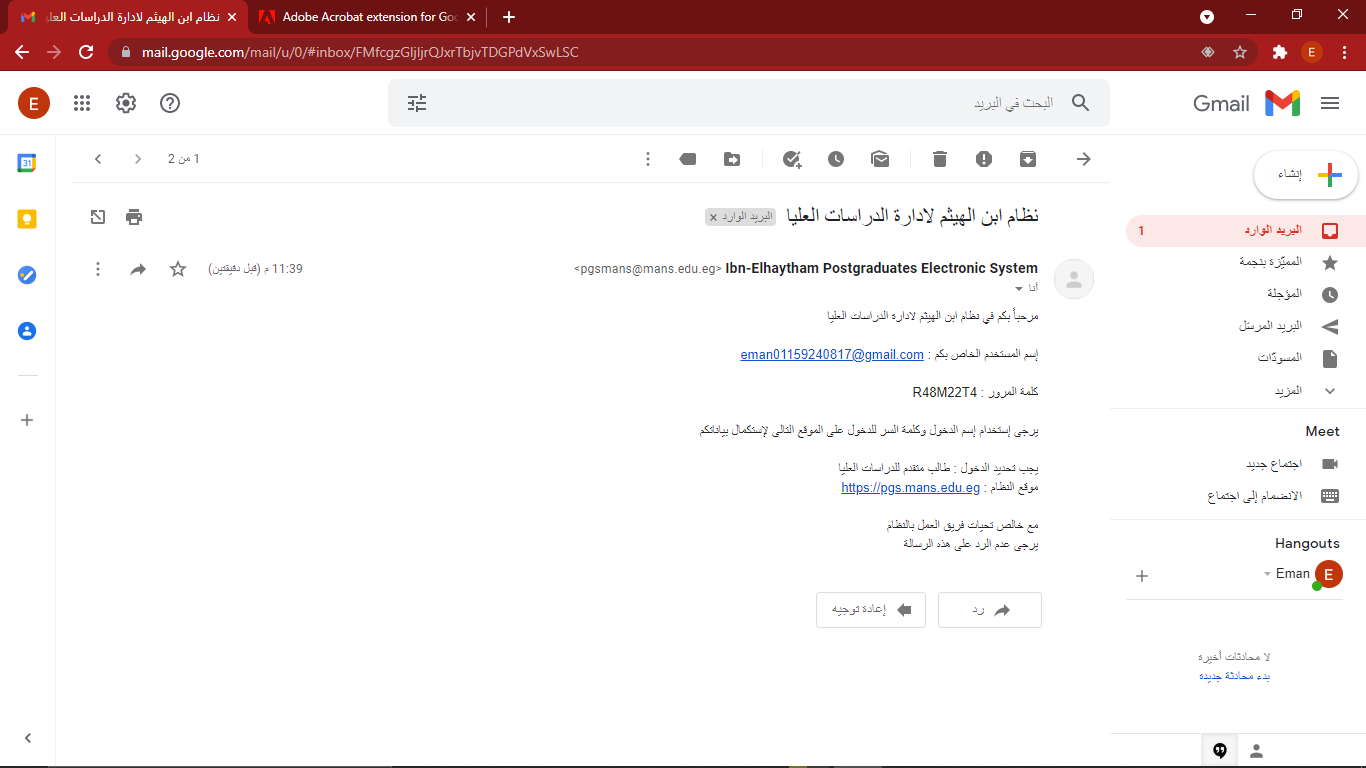 نظام ابن الهيثم لادارة الدراسات العليا
Adobe Acrobat extension for Goo
mail.google.com/mail/u/0/#inbox/FMfcgzGljljrQJxrTbjvTDGPdVxSwLSC
E
Gmail
البحث في البريد
E
1 من 2
إنشاء
البريد الوارد
1
المميَّزة بنجمة
المؤجلة
البريد المرسَل
المسودّات
المزيد
Meet
اجتماع جديد
الانضمام إلى اجتماع
Hangouts
E Eman
لا محادثات أخيرة
بدء محادثة جديدة
31
نظام ابن الهيثم لادارة الدراسات العليا
البريد الوارد ×
Ibn-Elhaytham Postgraduates Electronic System <pgsmans@mans.edu.eg>
11:39 م (قبل دقيقتين)
أنا
مرحباً بكم في نظام ابن الهيثم لادارة الدراسات العليا
إسم المستخدم الخاص بكم : eman01159240817@gmail.com
كلمة المرور : R48M22T4
يرجى إستخدام إسم الدخول وكلمة السر للدخول على الموقع التالى لإستكمال بياناتكم
يجب تحديد الدخول : طالب متقدم للدراسات العليا
موقع النظام : https://pgs.mans.edu.eg
مع خالص تحيات فريق العمل بالنظام
يرجى عدم الرد على هذه الرسالة
رد
إعادة توجيه